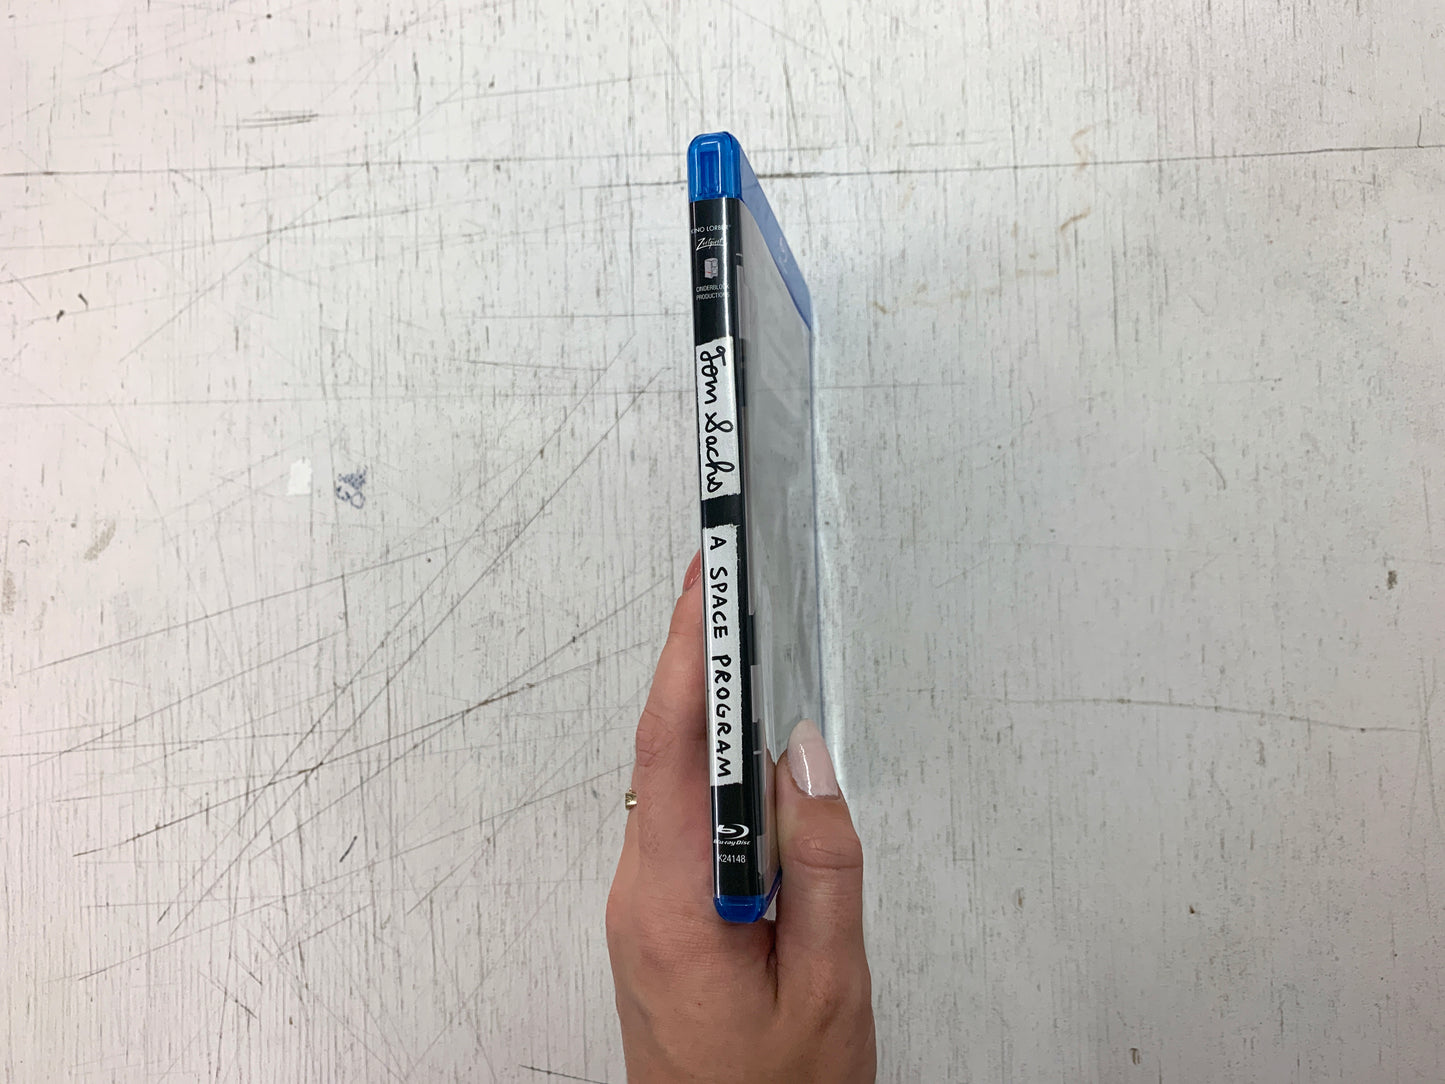 KINO LORBER
Zeitgeist
CINDERBLOCK
PRODUCTIONS
Tom Sachs
A SPACE PROGRAM
Blu-ray Disc
K24148